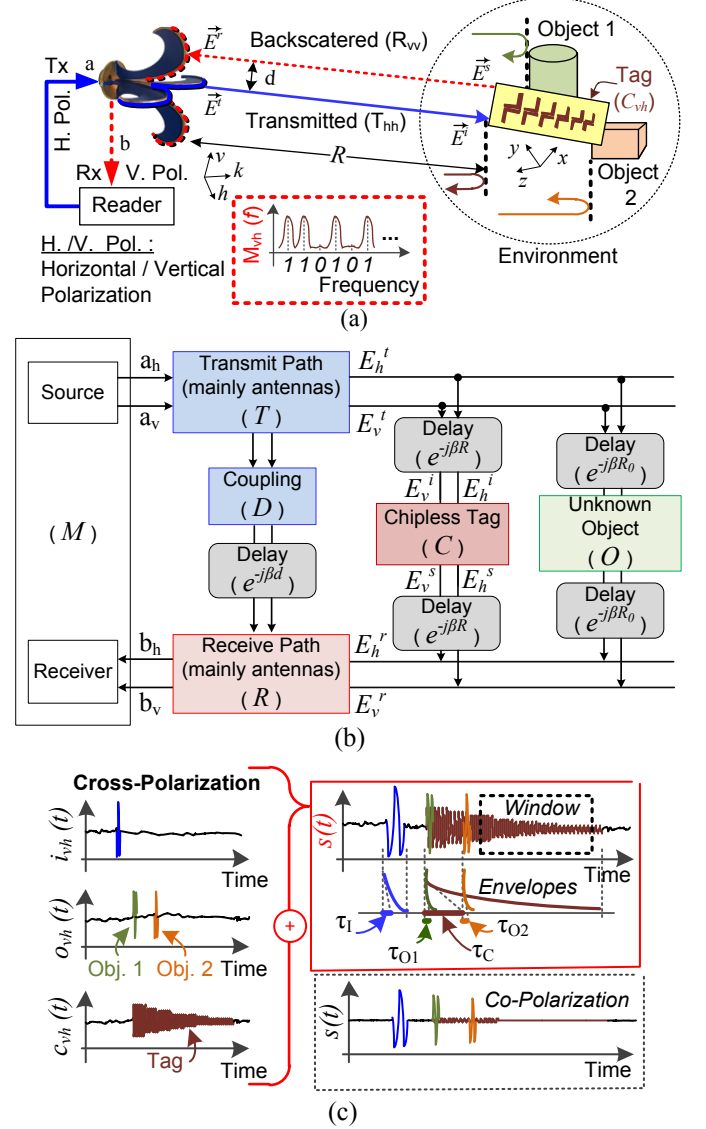 Backscatered (R_vv)
Object 1
E^r
Tx
a
d
E^s
Tag
(C_vh)
H. Pol.
E^t
Transmitted (T_hh)
E^i
b
R
Rx
V. Pol.
v
k
h
y
x
z
Object
2
Reader
M_vh (f)
1 1 0 1 0 1
...
Frequency
H. /V. Pol. :
Horizontal / Vertical
Polarization
Environment
(a)
Source
a_h
a_v
Transmit Path
(mainly antennas)
( T )
E_h^t
E_v^t
Delay
( e^-jβR )
Delay
( e^-jβR_0 )
Coupling
( D )
E_v^i
E_h^i
( M )
Chipless Tag
( C )
Unknown
Object
( O )
Delay
( e^-jβd )
E_v^s
E_h^s
Delay
( e^-jβR )
Delay
( e^-jβR_0 )
Receiver
b_h
b_v
Receive Path
(mainly antennas)
( R )
E_h^r
E_v^r
(b)
Cross-Polarization
i_vh (t)
Time
o_vh (t)
Obj. 1
Obj. 2
Time
c_vh (t)
Tag
Time
+
s(t)
Window
Time
Envelopes
τ_I
τ_O1
τ_C
τ_O2
s(t)
Co-Polarization
Time
(c)